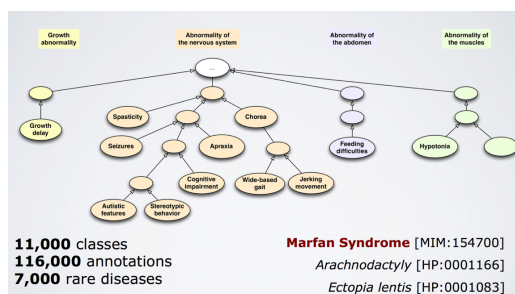 Growth
abnormality
Abnormality of
the nervous system
Abnormality of
the abdomen
Abnormality of
the muscles
...
Spasticity
Chorea
Growth
delay
Seizures
Apraxia
Feeding
difficulties
Hypotonia
Cognitive
impairment
Wide-based
gait
Jerking
movement
Autistic
features
Stereotypic
behavior
11,000 classes
116,000 annotations
7,000 rare diseases
Marfan Syndrome [MIM:154700]
Arachnodactyly [HP:0001166]
Ectopia lentis [HP:0001083]